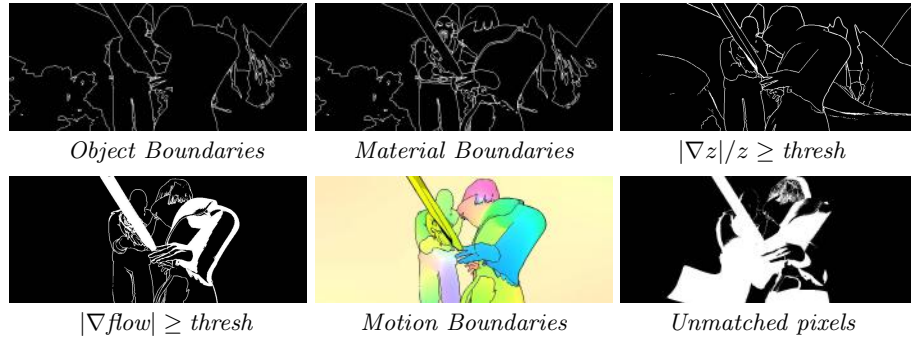 Object Boundaries
Material Boundaries
|∇z|/z ≥ thresh
|∇flow| ≥ thresh
Motion Boundaries
Unmatched pixels